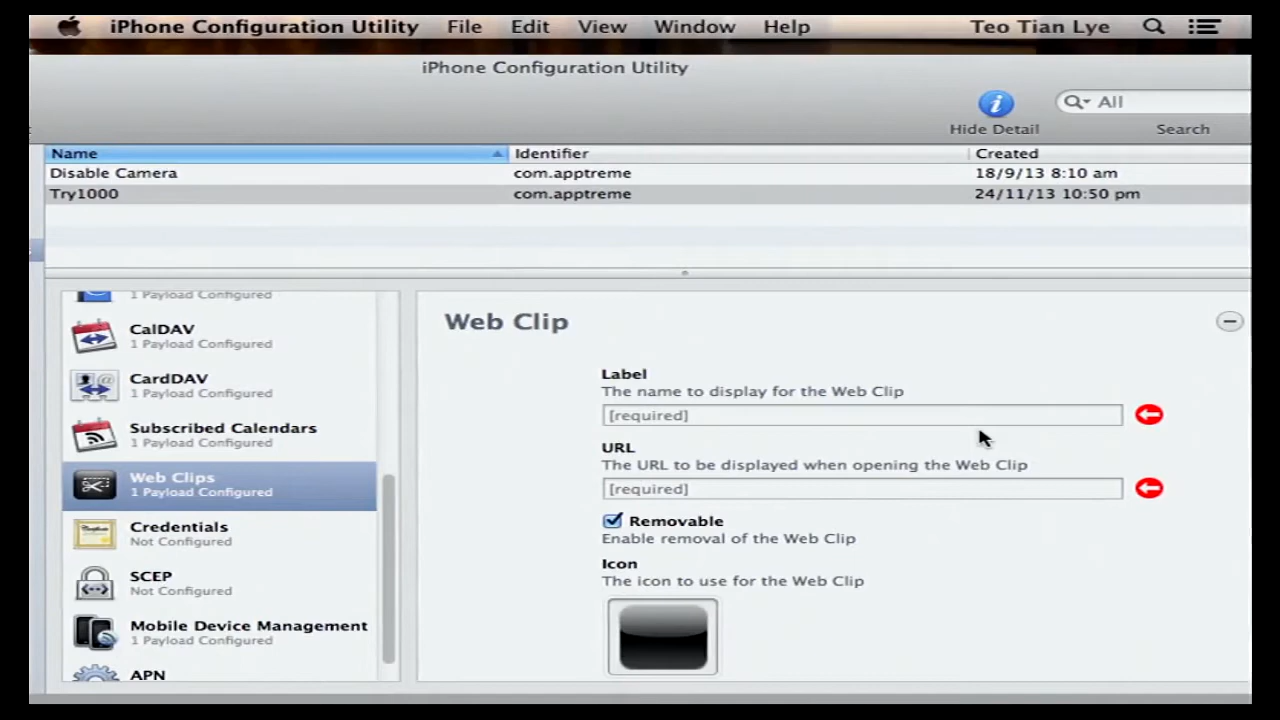 iPhone Configuration Utility File Edit View Window Help Teo Tian Lye
iPhone Configuration Utility
All
Hide Detail Search
Name Identifier Created
Disable Camera com.apptreme 18/9/13 8:10 am
Try1000 com.apptreme 24/11/13 10:50 pm
1 Payload Configured
CalDAV
1 Payload Configured
CardDAV
1 Payload Configured
Subscribed Calendars
1 Payload Configured
Web Clips
1 Payload Configured
Credentials
Not Configured
SCEP
Not Configured
Mobile Device Management
1 Payload Configured
APN
Web Clip
Label
The name to display for the Web Clip
[required]
URL
The URL to be displayed when opening the Web Clip
[required]
Removable
Enable removal of the Web Clip
Icon
The icon to use for the Web Clip